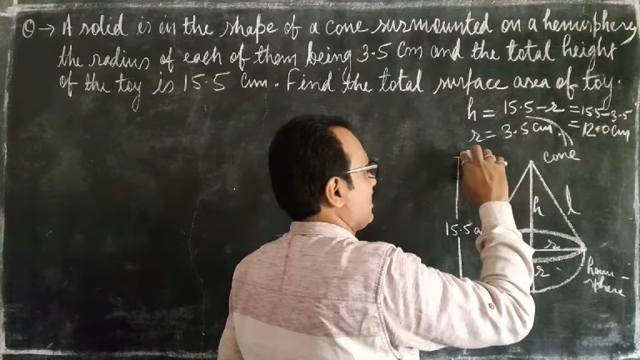 Q → A solid is in the shape of a cone surmounted on a hemisphere,
the radius of each of them being 3.5 cm and the total height
of the toy is 15.5 cm. Find the total surface area of toy.
h = 15.5 - r = 15.5 - 3.5
r = 3.5 cm = 12.0 cm
cone
h
l
15.5
r
r
hemi-
sphere